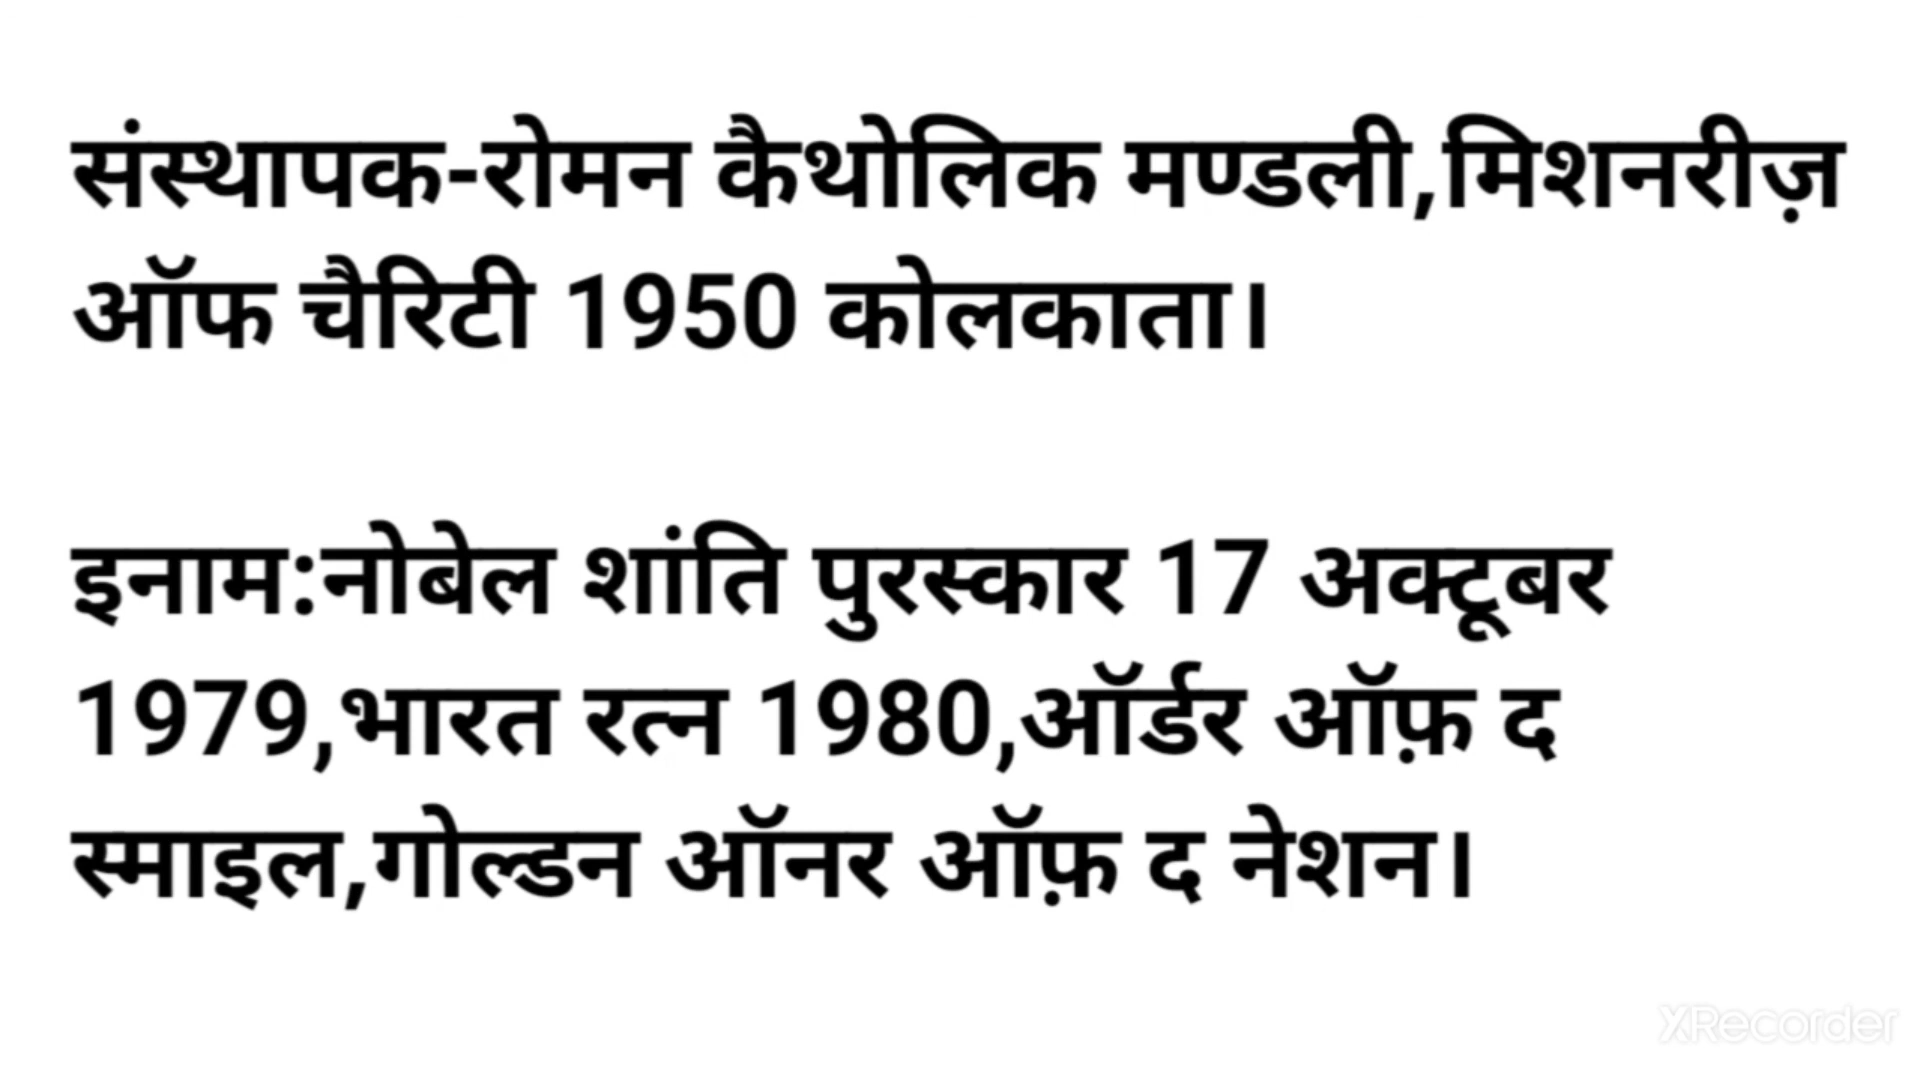 संस्थापक-रोमन कैथोलिक मण्डली,मिशनरीज़
ऑफ चैरिटी 1950 कोलकाता।
इनाम:नोबेल शांति पुरस्कार 17 अक्टूबर
1979,भारत रत्न 1980,ऑर्डर ऑफ़ द
स्माइल,गोल्डन ऑनर ऑफ़ द नेशन।
XRecorder